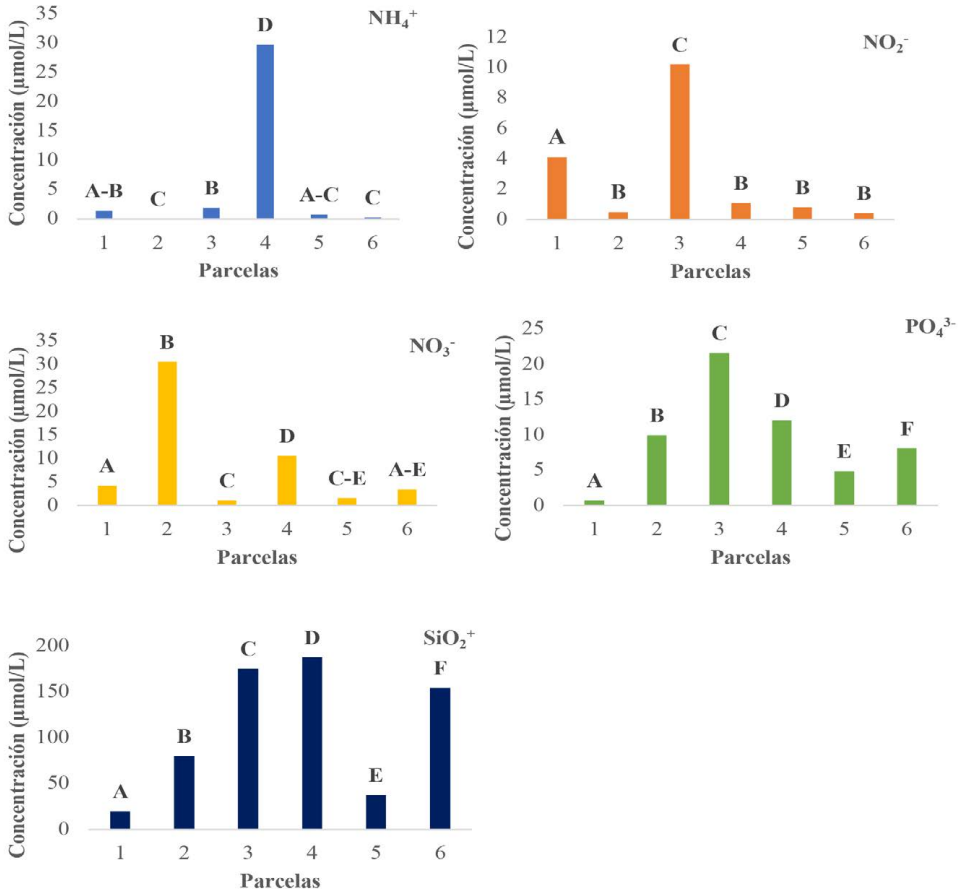 NH₄⁺
Concentración (µmol/L)
35
30
25
20
15
10
5
0
A-B
C
B
D
A-C
C
1 2 3 4 5 6
Parcelas
NO₂⁻
Concentración (µmol/L)
12
10
8
6
4
2
0
A
B
C
B
B
B
1 2 3 4 5 6
Parcelas
NO₃⁻
Concentración (µmol/L)
35
30
25
20
15
10
5
0
A
B
C
D
C-E
A-E
1 2 3 4 5 6
Parcelas
PO₄³⁻
Concentración (µmol/L)
25
20
15
10
5
0
A
B
C
D
E
F
1 2 3 4 5 6
Parcelas
SiO₂⁺
Concentración (µmol/L)
200
150
100
50
0
A
B
C
D
E
F
1 2 3 4 5 6
Parcelas